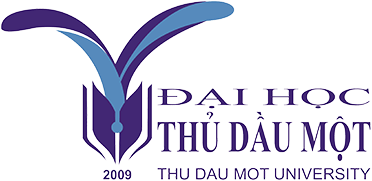 ĐẠI HỌC
THỦ DẦU MỘT
2009
THU DAU MOT UNIVERSITY